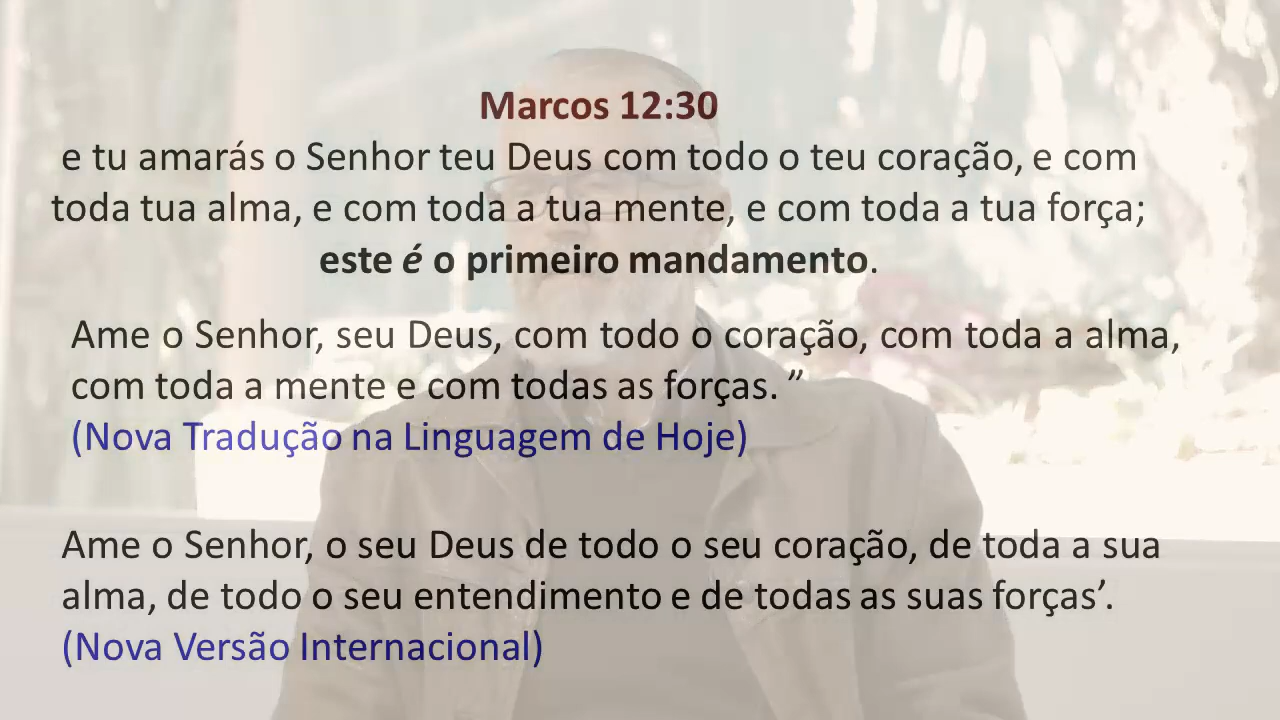 Marcos 12:30
e tu amarás o Senhor teu Deus com todo o teu coração, e com
toda tua alma, e com toda a tua mente, e com toda a tua força;
este é o primeiro mandamento.
Ame o Senhor, seu Deus, com todo o coração, com toda a alma,
com toda a mente e com todas as forças. ”
(Nova Tradução na Linguagem de Hoje)
Ame o Senhor, o seu Deus de todo o seu coração, de toda a sua
alma, de todo o seu entendimento e de todas as suas forças’.
(Nova Versão Internacional)